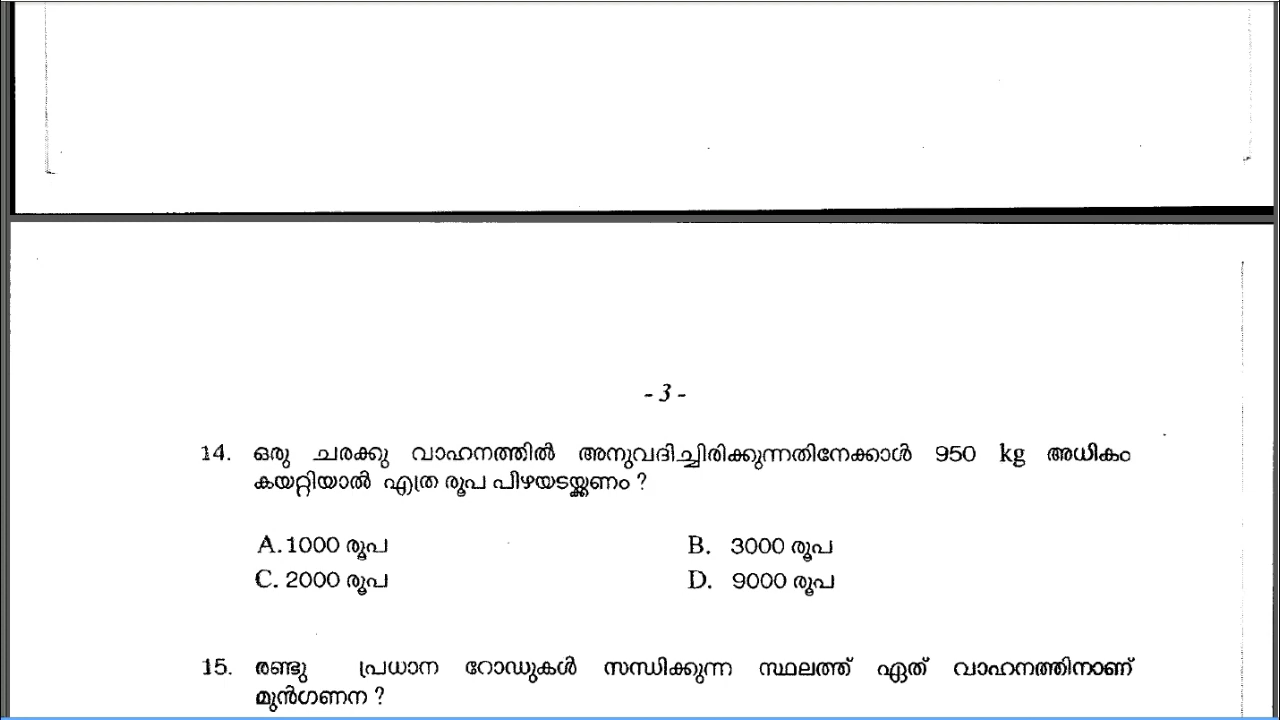 - 3 -
14. ഒരു ചരക്കു വാഹനത്തിൽ അനുവദിച്ചിരിക്കുന്നതിനേക്കാൾ 950 kg അധികം
കയറ്റിയാൽ എത്ര രൂപ പിഴയടയ്ക്കണം ?
A. 1000 രൂപ B. 3000 രൂപ
C. 2000 രൂപ D. 9000 രൂപ
15. രണ്ടു പ്രധാന റോഡുകൾ സന്ധിക്കുന്ന സ്ഥലത്ത് ഏത് വാഹനത്തിനാണ്
മുൻഗണന ?